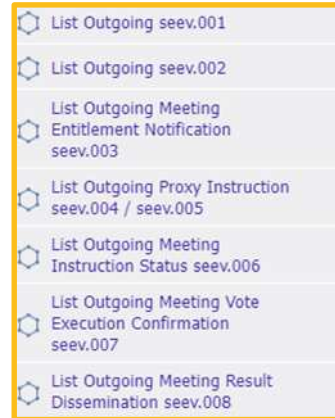 List Outgoing seev.001
List Outgoing seev.002
List Outgoing Meeting
Entitlement Notification
seev.003
List Outgoing Proxy Instruction
seev.004 / seev.005
List Outgoing Meeting
Instruction Status seev.006
List Outgoing Meeting Vote
Execution Confirmation
seev.007
List Outgoing Meeting Result
Dissemination seev.008